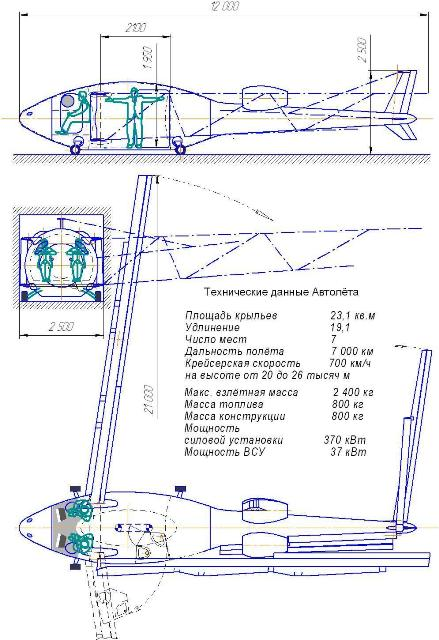 12 000
2100
1 950
2 500
2 500
21 000
Технические данные Автолёта
Площадь крыльев 23,1 кв.м
Удлинение 19,1
Число мест 7
Дальность полёта 7 000 км
Крейсерская скорость 700 км/ч
на высоте от 20 до 26 тысяч м
Макс. взлётная масса 2 400 кг
Масса топлива 800 кг
Масса конструкции 800 кг
Мощность
силовой установки 370 кВт
Мощность ВСУ 37 кВт